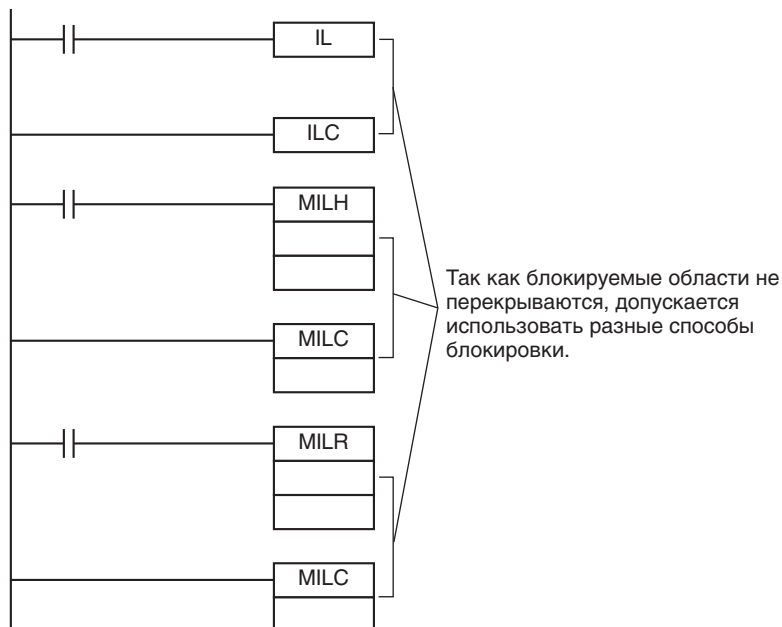 IL
ILC
MILH
Так как блокируемые области не
перекрываются, допускается
использовать разные способы
блокировки.
MILC
MILR
MILC